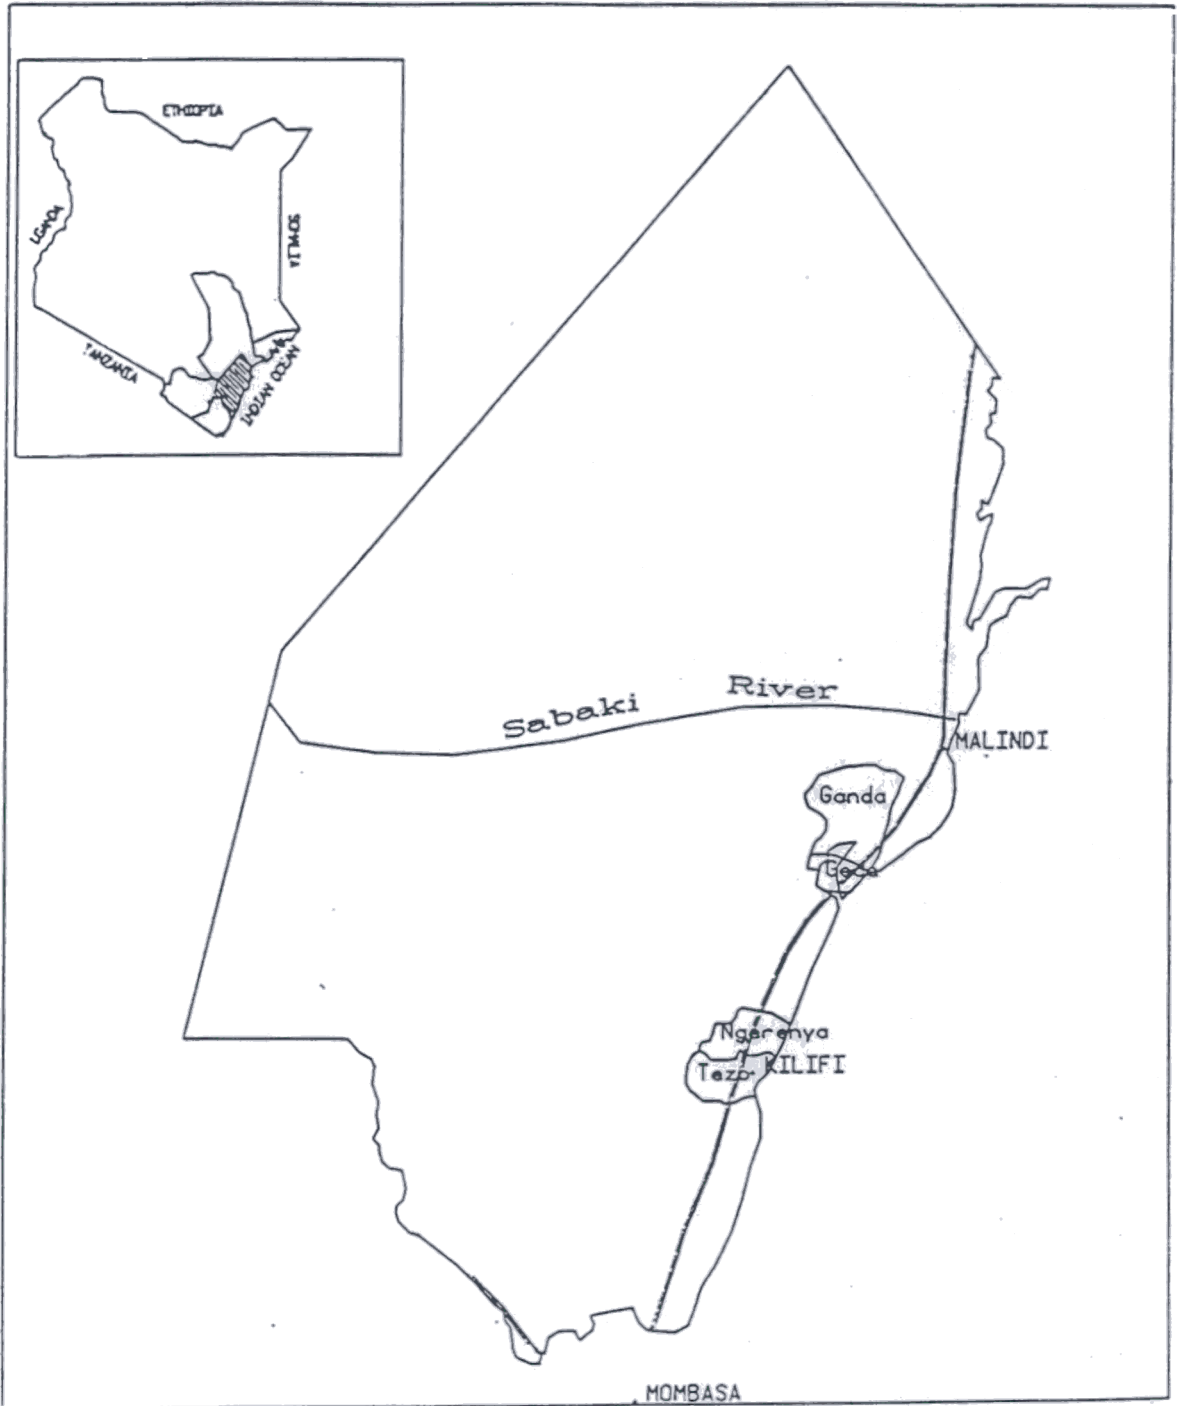 ETHIOPIA
UGANDA
SOMALIA
TANZANIA
INDIAN OCEAN
Sabaki River
MALINDI
Ganda
Gede
Ngerenya
Tezo
KILIFI
MOMBASA